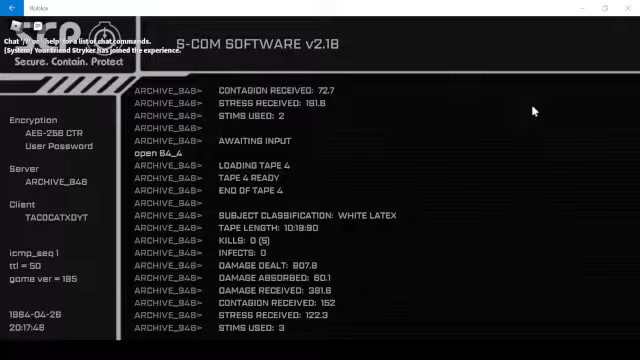 Roblox
SCP
Chat '/?' or '/help' for a list of chat commands.
[System] Your friend Stryker has joined the experience.
Secure. Contain. Protect
S-COM SOFTWARE v2.18
Encryption
AES-256 CTR
User Password
Server
ARCHIVE_946
Client
TACOCATXDYT
icmp_seq 1
ttl = 50
game ver = 185
1984-04-26
20:17:48
ARCHIVE_946> CONTAGION RECEIVED: 72.7
ARCHIVE_946> STRESS RECEIVED: 191.6
ARCHIVE_946> STIMS USED: 2
ARCHIVE_946>
ARCHIVE_946> AWAITING INPUT
open 64_4
ARCHIVE_946> LOADING TAPE 4
ARCHIVE_946> TAPE 4 READY
ARCHIVE_946> END OF TAPE 4
ARCHIVE_946>
ARCHIVE_946> SUBJECT CLASSIFICATION: WHITE LATEX
ARCHIVE_946> TAPE LENGTH: 10:19:90
ARCHIVE_946> KILLS: 0 (5)
ARCHIVE_946> INFECTS: 0
ARCHIVE_946> DAMAGE DEALT: 807.8
ARCHIVE_946> DAMAGE ABSORBED: 60.1
ARCHIVE_946> DAMAGE RECEIVED: 381.6
ARCHIVE_946> CONTAGION RECEIVED: 152
ARCHIVE_946> STRESS RECEIVED: 122.3
ARCHIVE_946> STIMS USED: 3